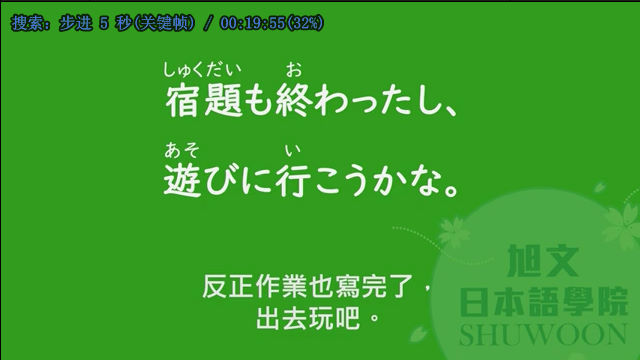 搜索: 步进 5 秒(关键帧) / 00:19:55(32%)
しゅくだい お
宿題も終わったし、
あそ い
遊びに行こうかな。
反正作業也寫完了，
出去玩吧。
旭文
日本語學院
SHUWOON